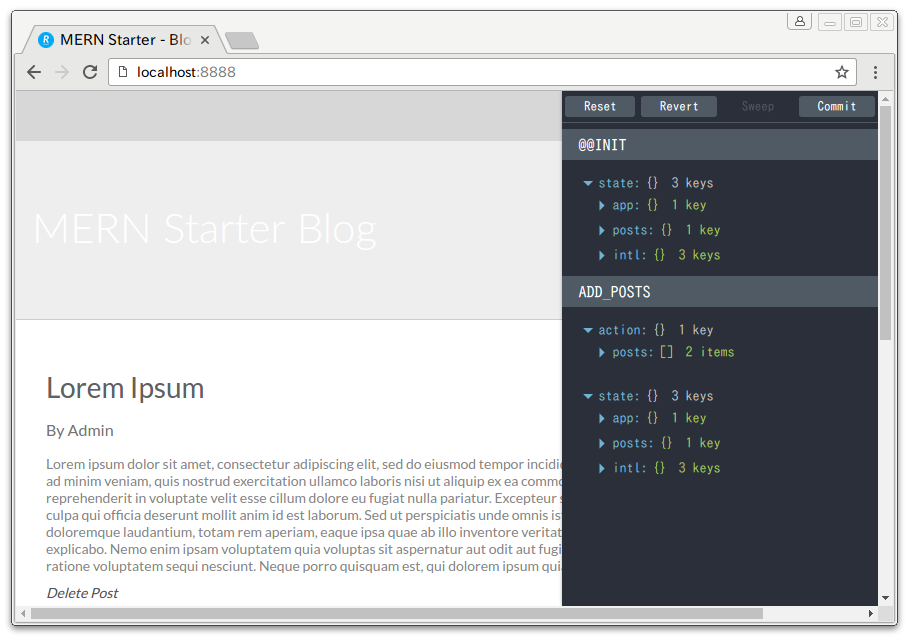 MERN Starter - Blo
localhost:8888
Reset Revert Sweep Commit
@@INIT
state: {} 3 keys
app: {} 1 key
posts: {} 1 key
intl: {} 3 keys
ADD_POSTS
action: {} 1 key
posts: [] 2 items
state: {} 3 keys
app: {} 1 key
posts: {} 1 key
intl: {} 3 keys
MERN Starter Blog
Lorem Ipsum
By Admin
Lorem ipsum dolor sit amet, consectetur adipiscing elit, sed do eiusmod tempor incidi
ad minim veniam, quis nostrud exercitation ullamco laboris nisi ut aliquip ex ea commo
reprehenderit in voluptate velit esse cillum dolore eu fugiat nulla pariatur. Excepteur s
culpa qui officia deserunt mollit anim id est laborum. Sed ut perspiciatis unde omnis is
doloremque laudantium, totam rem aperiam, eaque ipsa quae ab illo inventore veritat
explicabo. Nemo enim ipsam voluptatem quia voluptas sit aspernatur aut odit aut fugi
ratione voluptatem sequi nesciunt. Neque porro quisquam est, qui dolorem ipsum qui
Delete Post